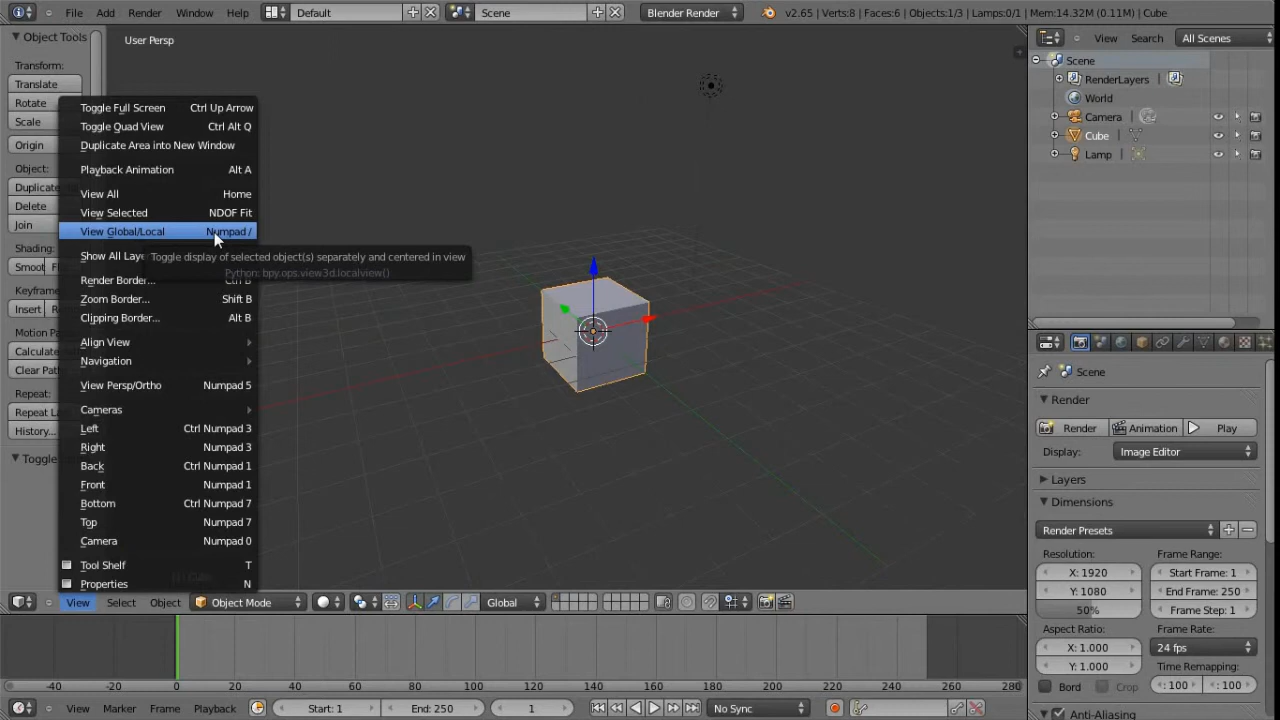 File Add Render Window Help Default Scene Blender Render v2.65 | Verts:8 | Faces:6 | Objects:1/3 | Lamps:0/1 | Mem:14.32M (0.11M) | Cube
Object Tools
User Persp
View Search All Scenes
Scene
RenderLayers
World
Camera
Cube
Lamp
Transform:
Translate
Rotate
Scale
Origin
Object:
Duplicate
Delete
Join
Shading:
Smoot
Keyframe
Insert
Motion Pa
Calculate
Clear Pat
Repeat:
Repeat La
History...
Toggle
Toggle Full Screen Ctrl Up Arrow
Toggle Quad View Ctrl Alt Q
Duplicate Area into New Window
Playback Animation Alt A
View All Home
View Selected NDOF Fit
View Global/Local Numpad /
Show All Laye
Toggle display of selected object(s) separately and centered in view
Python: bpy.ops.view3d.localview()
Render Border... Ctrl B
Zoom Border... Shift B
Clipping Border... Alt B
Align View
Navigation
View Persp/Ortho Numpad 5
Cameras
Left Ctrl Numpad 3
Right Numpad 3
Back Ctrl Numpad 1
Front Numpad 1
Bottom Ctrl Numpad 7
Top Numpad 7
Camera Numpad 0
Tool Shelf T
Properties N
Scene
Render
Render Animation Play
Display: Image Editor
Layers
Dimensions
Render Presets
Resolution: Frame Range:
X: 1920 Start Frame: 1
Y: 1080 End Frame: 250
50% Frame Step: 1
Aspect Ratio: Frame Rate:
X: 1.000 24 fps
Y: 1.000 Time Remapping:
Bord Crop : 100 : 100
Anti-Aliasing
View Select Object Object Mode Global
-40 -20 0 20 40 60 80 100 120 140 160 180 200 220 240 260 280
View Marker Frame Playback Start: 1 End: 250 1 No Sync